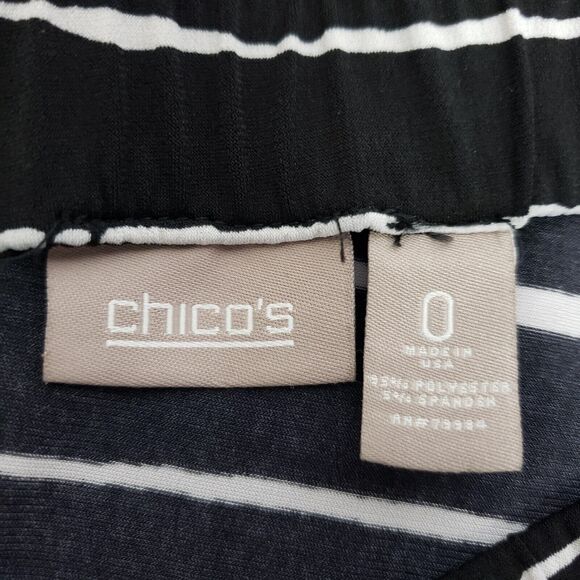 chico's
0
MADE IN
USA
95% POLYESTER
5% SPANDEX
RN#79984